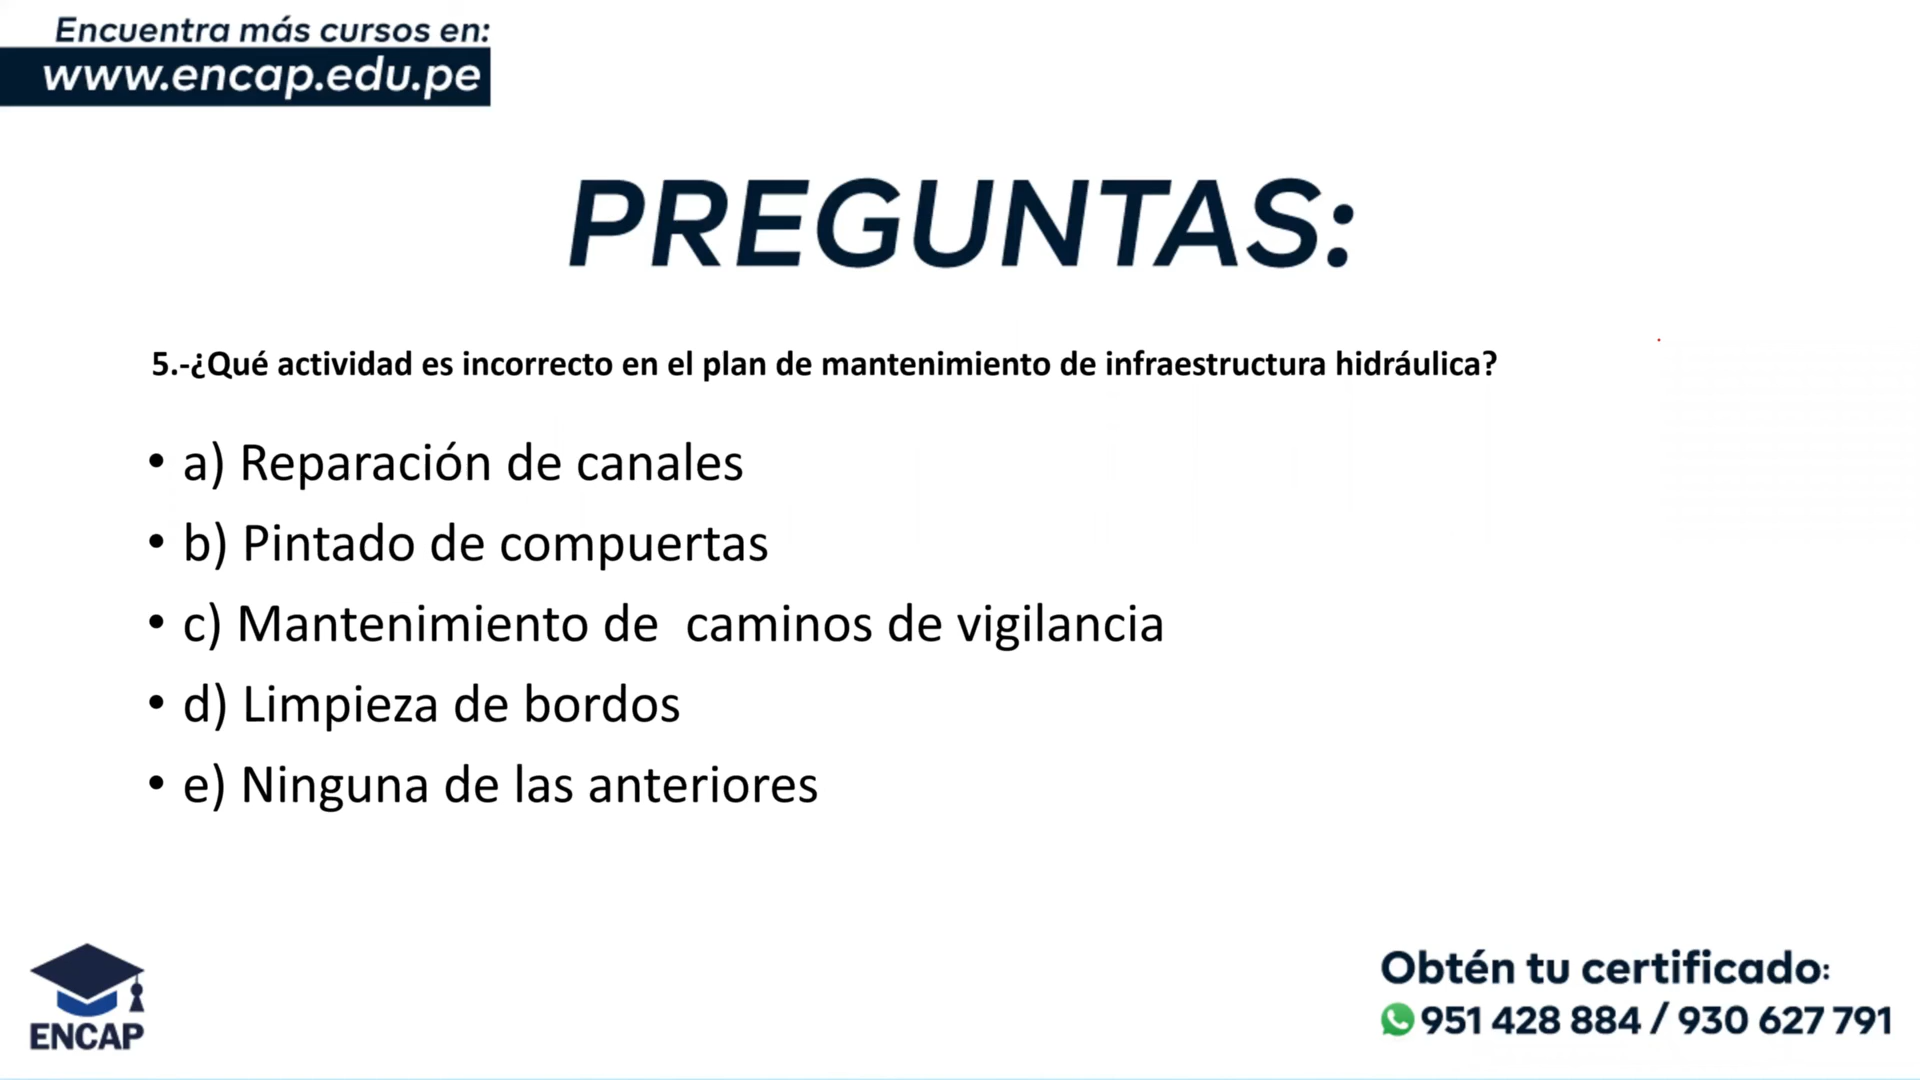 Encuentra más cursos en:
www.encap.edu.pe
PREGUNTAS:
5.-¿Qué actividad es incorrecto en el plan de mantenimiento de infraestructura hidráulica?
• a) Reparación de canales
• b) Pintado de compuertas
• c) Mantenimiento de  caminos de vigilancia
• d) Limpieza de bordos
• e) Ninguna de las anteriores
ENCAP
Obtén tu certificado:
951 428 884 / 930 627 791